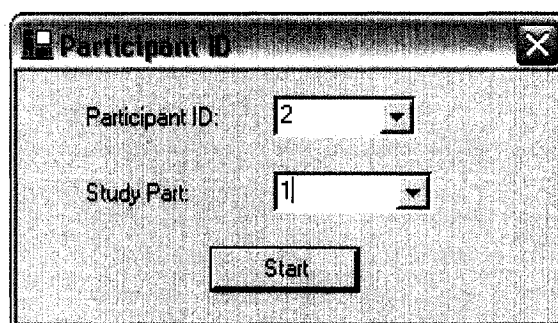 Participant ID
Participant ID: 2
Study Part: 1
Start